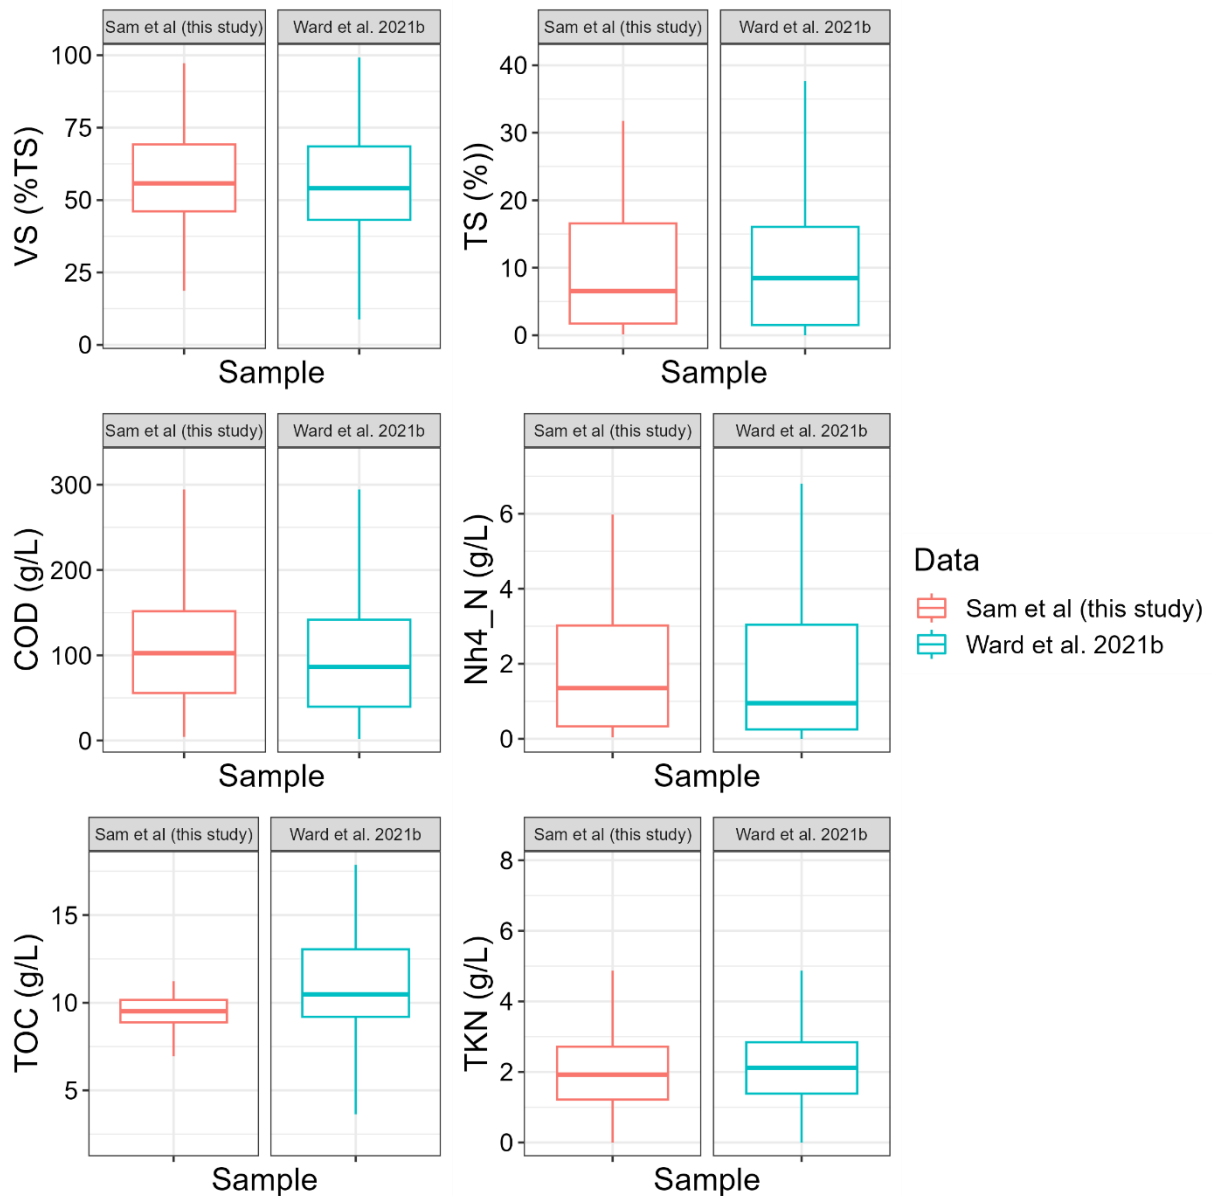 Sam et al (this study) Ward et al. 2021b
VS (%TS)
100
75
50
25
0
Sample
Sam et al (this study) Ward et al. 2021b
TS (%))
40
30
20
10
0
Sample
Sam et al (this study) Ward et al. 2021b
COD (g/L)
300
200
100
0
Sample
Sam et al (this study) Ward et al. 2021b
Nh4_N (g/L)
6
4
2
0
Sample
Sam et al (this study) Ward et al. 2021b
TOC (g/L)
15
10
5
Sample
Sam et al (this study) Ward et al. 2021b
TKN (g/L)
8
6
4
2
0
Sample
Data
Sam et al (this study)
Ward et al. 2021b